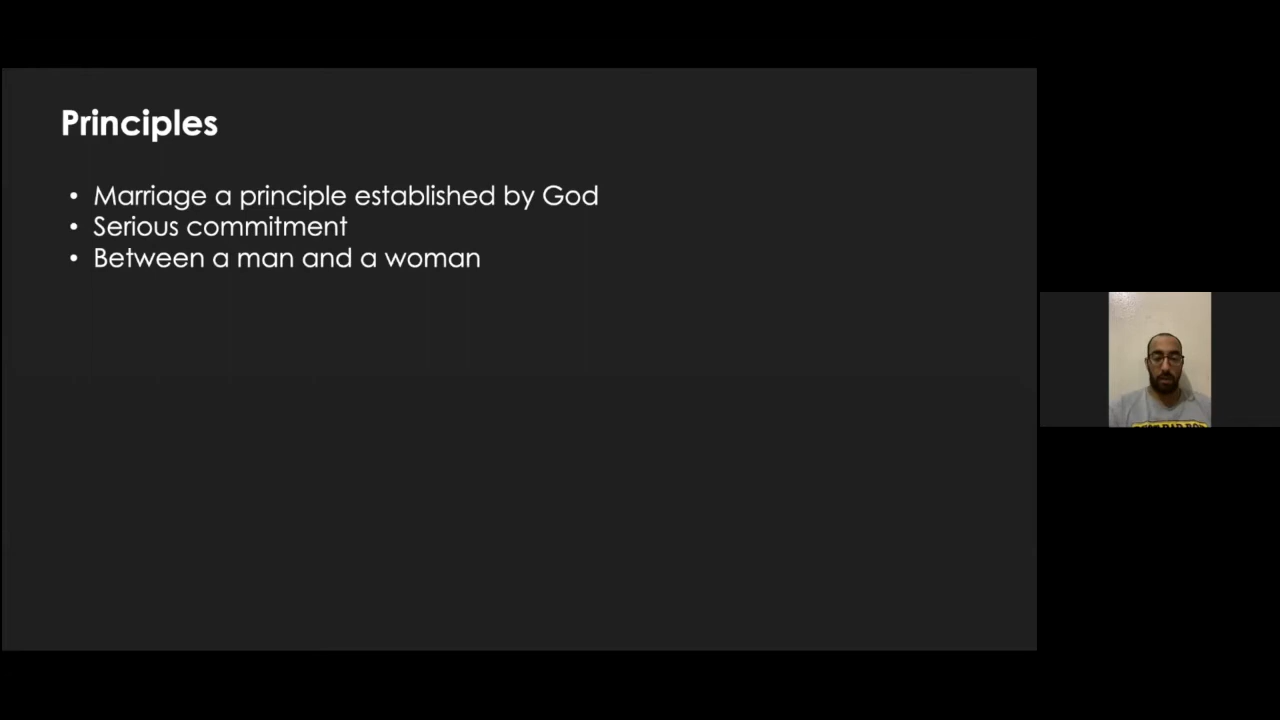 Principles
• Marriage a principle established by God
• Serious commitment
• Between a man and a woman